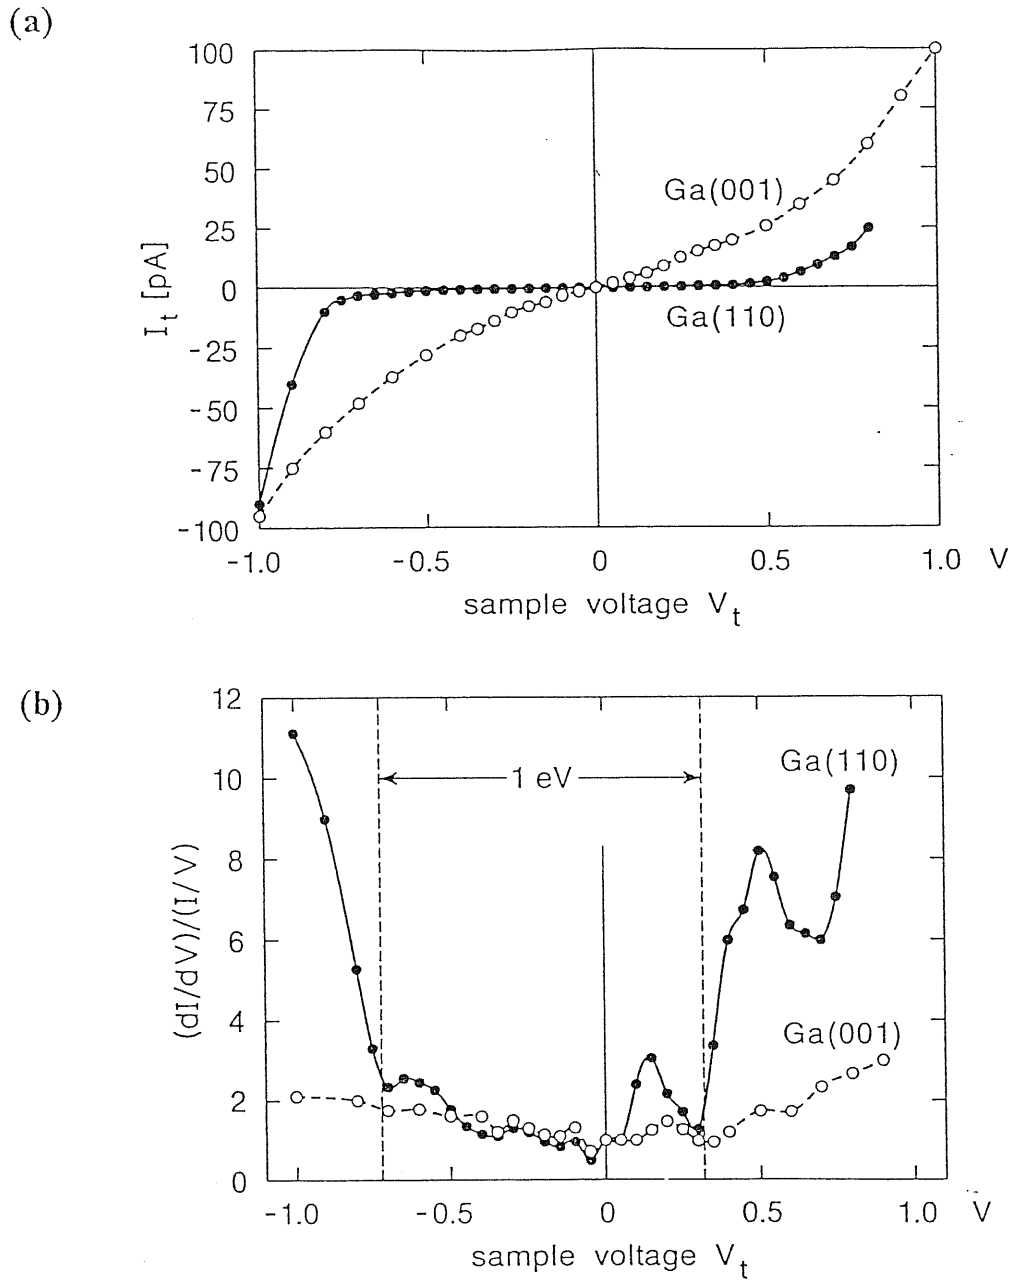 (a)
100
75
50
25
0
-25
-50
-75
-100
I_t [pA]
Ga(001)
Ga(110)
-1.0 -0.5 0 0.5 1.0 V
sample voltage V_t
(b)
12
10
8
6
4
2
0
(dI/dV)/(I/V)
1 eV
Ga(110)
Ga(001)
-1.0 -0.5 0 0.5 1.0 V
sample voltage V_t